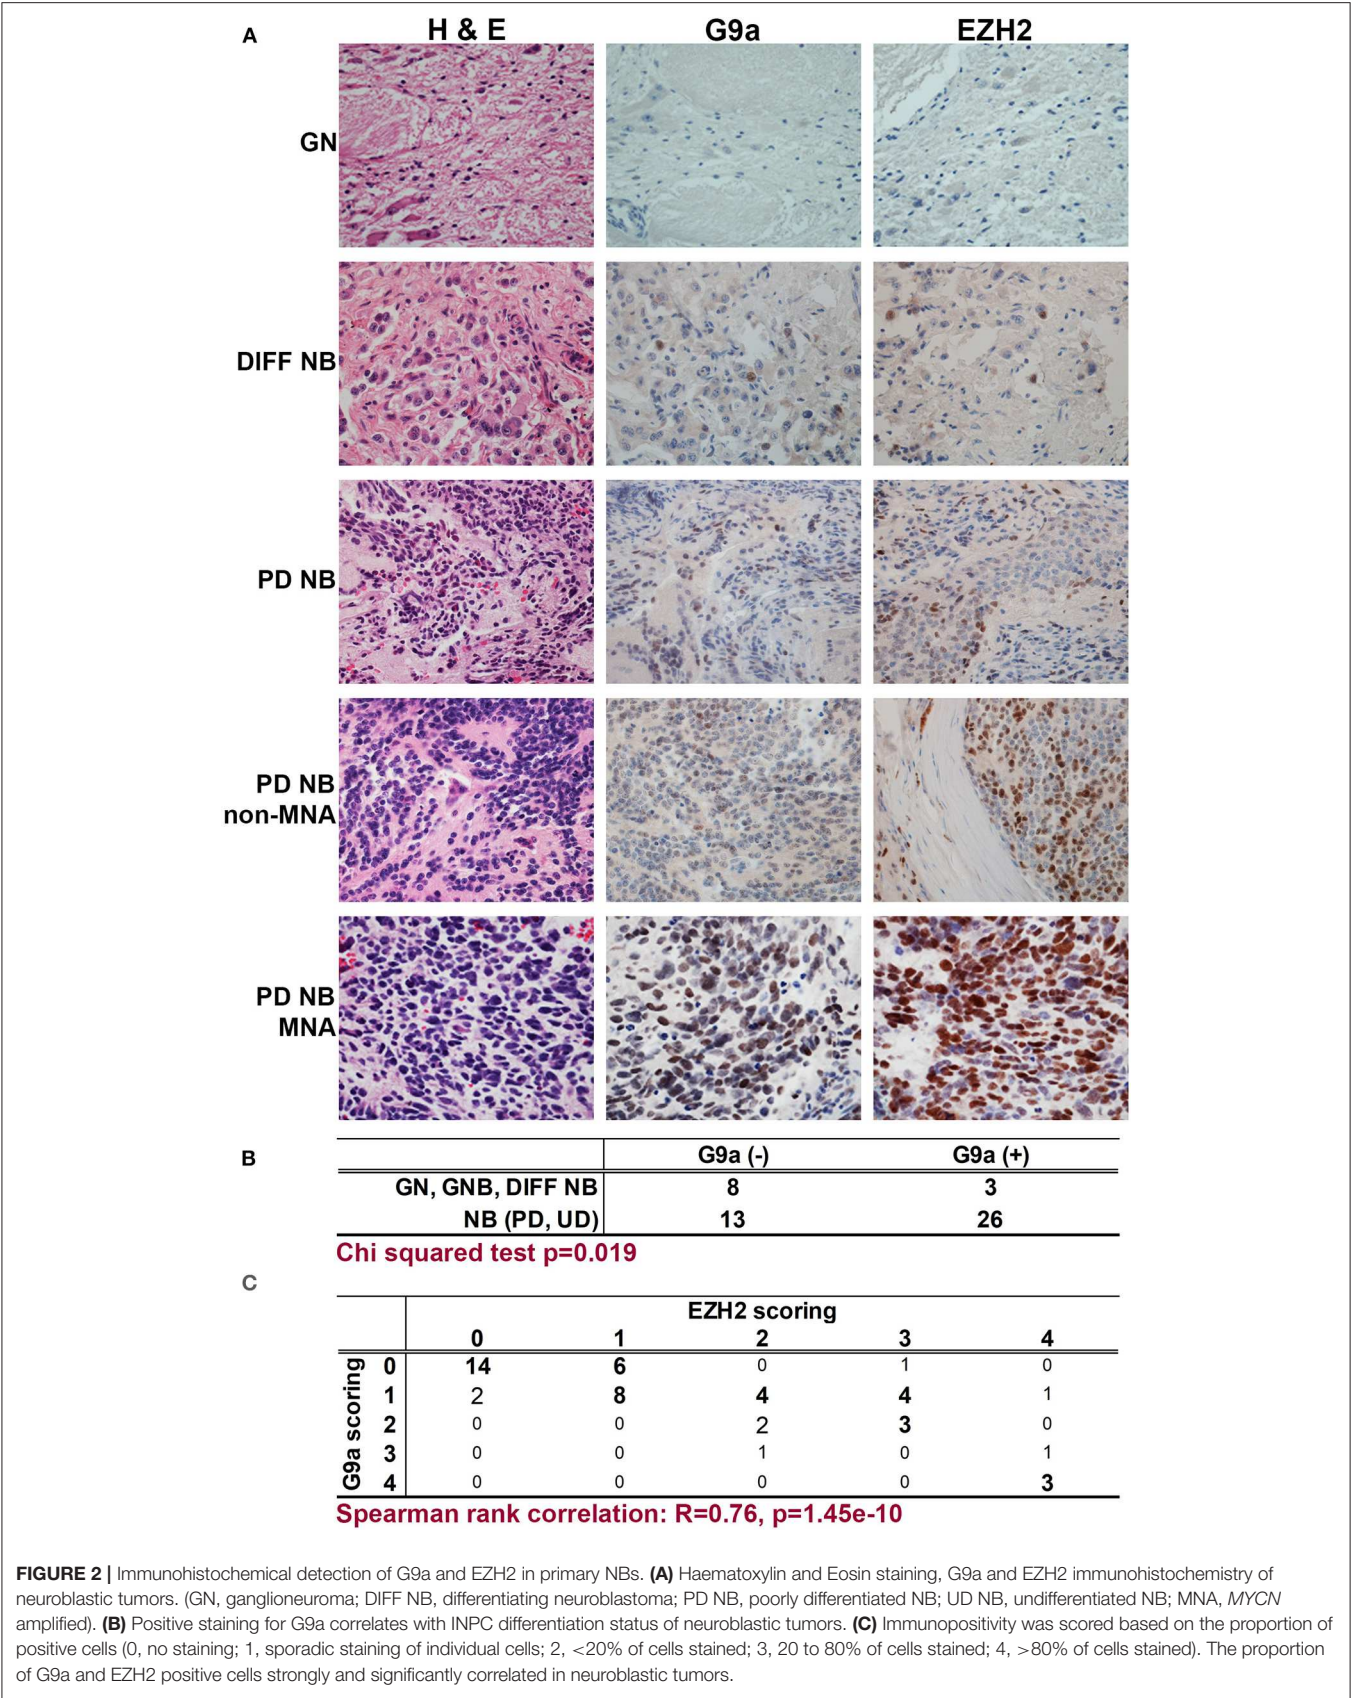 A
H & E G9a EZH2
GN
DIFF NB
PD NB
PD NB
non-MNA
PD NB
MNA
B
G9a (-) G9a (+)
GN, GNB, DIFF NB 8 3
NB (PD, UD) 13 26
Chi squared test p=0.019
C
EZH2 scoring
0 1 2 3 4
G9a scoring
0 14 6 0 1 0
1 2 8 4 4 1
2 0 0 2 3 0
3 0 0 1 0 1
4 0 0 0 0 3
Spearman rank correlation: R=0.76, p=1.45e-10
FIGURE 2 | Immunohistochemical detection of G9a and EZH2 in primary NBs. (A) Haematoxylin and Eosin staining, G9a and EZH2 immunohistochemistry of
neuroblastic tumors. (GN, ganglioneuroma; DIFF NB, differentiating neuroblastoma; PD NB, poorly differentiated NB; UD NB, undifferentiated NB; MNA, MYCN
amplified). (B) Positive staining for G9a correlates with INPC differentiation status of neuroblastic tumors. (C) Immunopositivity was scored based on the proportion of
positive cells (0, no staining; 1, sporadic staining of individual cells; 2, <20% of cells stained; 3, 20 to 80% of cells stained; 4, >80% of cells stained). The proportion
of G9a and EZH2 positive cells strongly and significantly correlated in neuroblastic tumors.